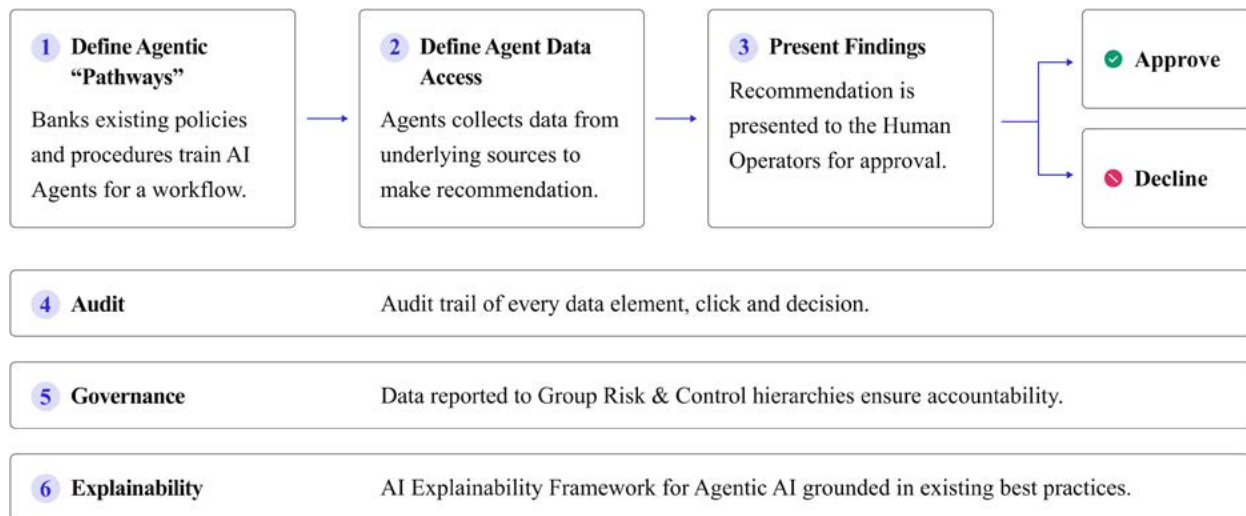 1 Define Agentic
“Pathways”
Banks existing policies
and procedures train AI
Agents for a workflow.
2 Define Agent Data
Access
Agents collects data from
underlying sources to
make recommendation.
3 Present Findings
Recommendation is
presented to the Human
Operators for approval.
Approve
Decline
4 Audit Audit trail of every data element, click and decision.
5 Governance Data reported to Group Risk & Control hierarchies ensure accountability.
6 Explainability AI Explainability Framework for Agentic AI grounded in existing best practices.